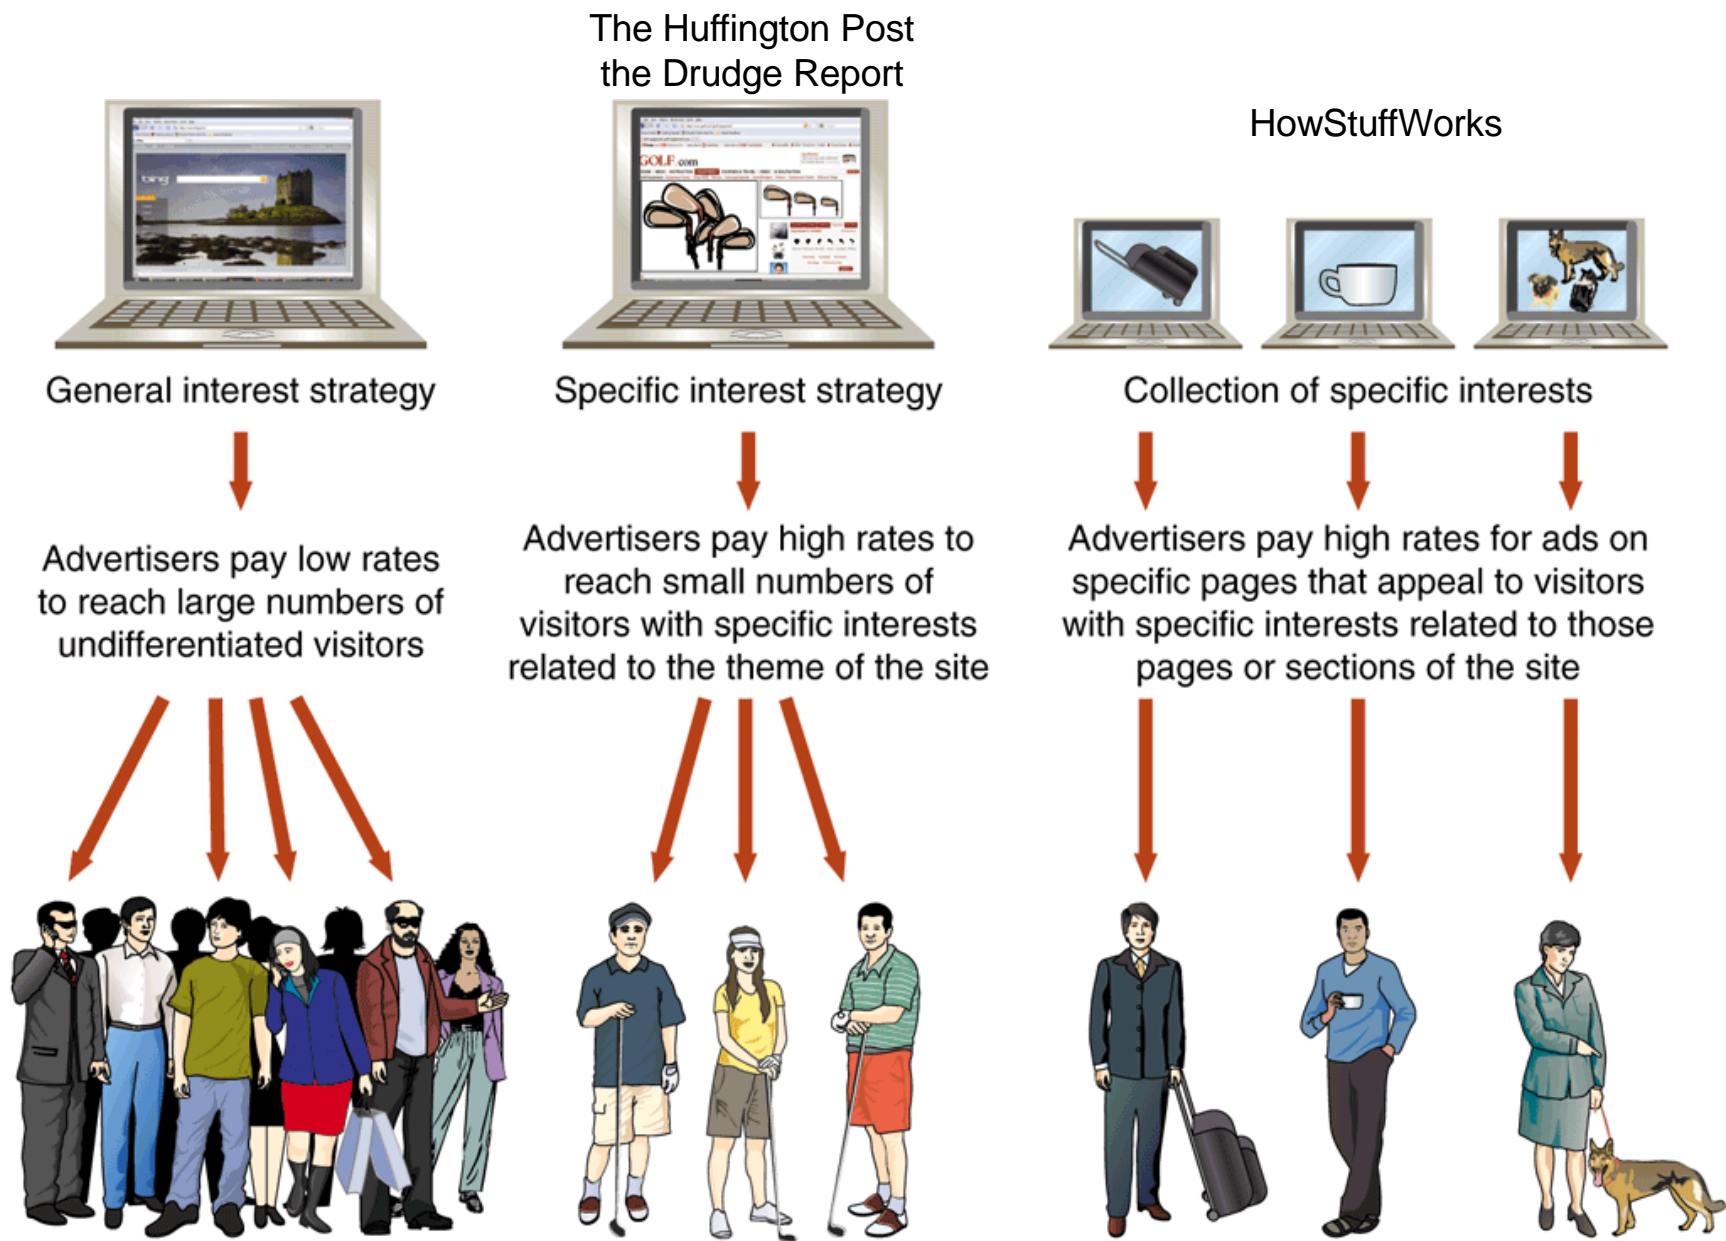 The Huffington Post
the Drudge Report
HowStuffWorks
bing
GOLF.com
General interest strategy
Specific interest strategy
Collection of specific interests
Advertisers pay low rates
to reach large numbers of
undifferentiated visitors
Advertisers pay high rates to
reach small numbers of
visitors with specific interests
related to the theme of the site
Advertisers pay high rates for ads on
specific pages that appeal to visitors
with specific interests related to those
pages or sections of the site